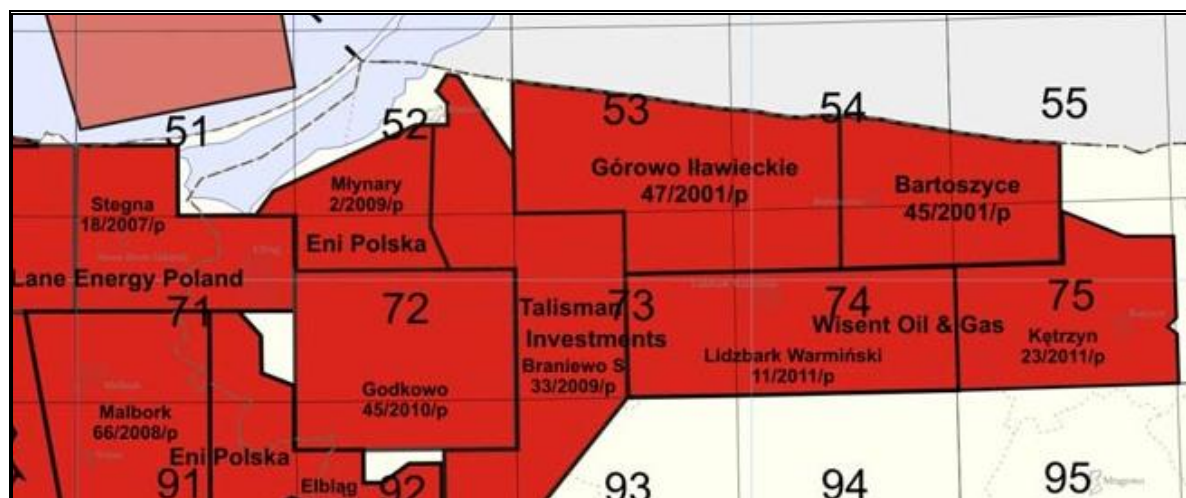 51
52
53
54
55
Stegna
18/2007/p
Młynary
2/2009/p
Górowo Iławieckie
47/2001/p
Bartoszyce
45/2001/p
Lane Energy Poland
Eni Polska
71
72
73
74
75
Talisman
Investments
Braniewo S
33/2009/p
Wisent Oil & Gas
Lidzbark Warmiński
11/2011/p
Kętrzyn
23/2011/p
Godkowo
45/2010/p
Malbork
66/2008/p
Eni Polska
Elbląg
91
92
93
94
95
Mrągowo